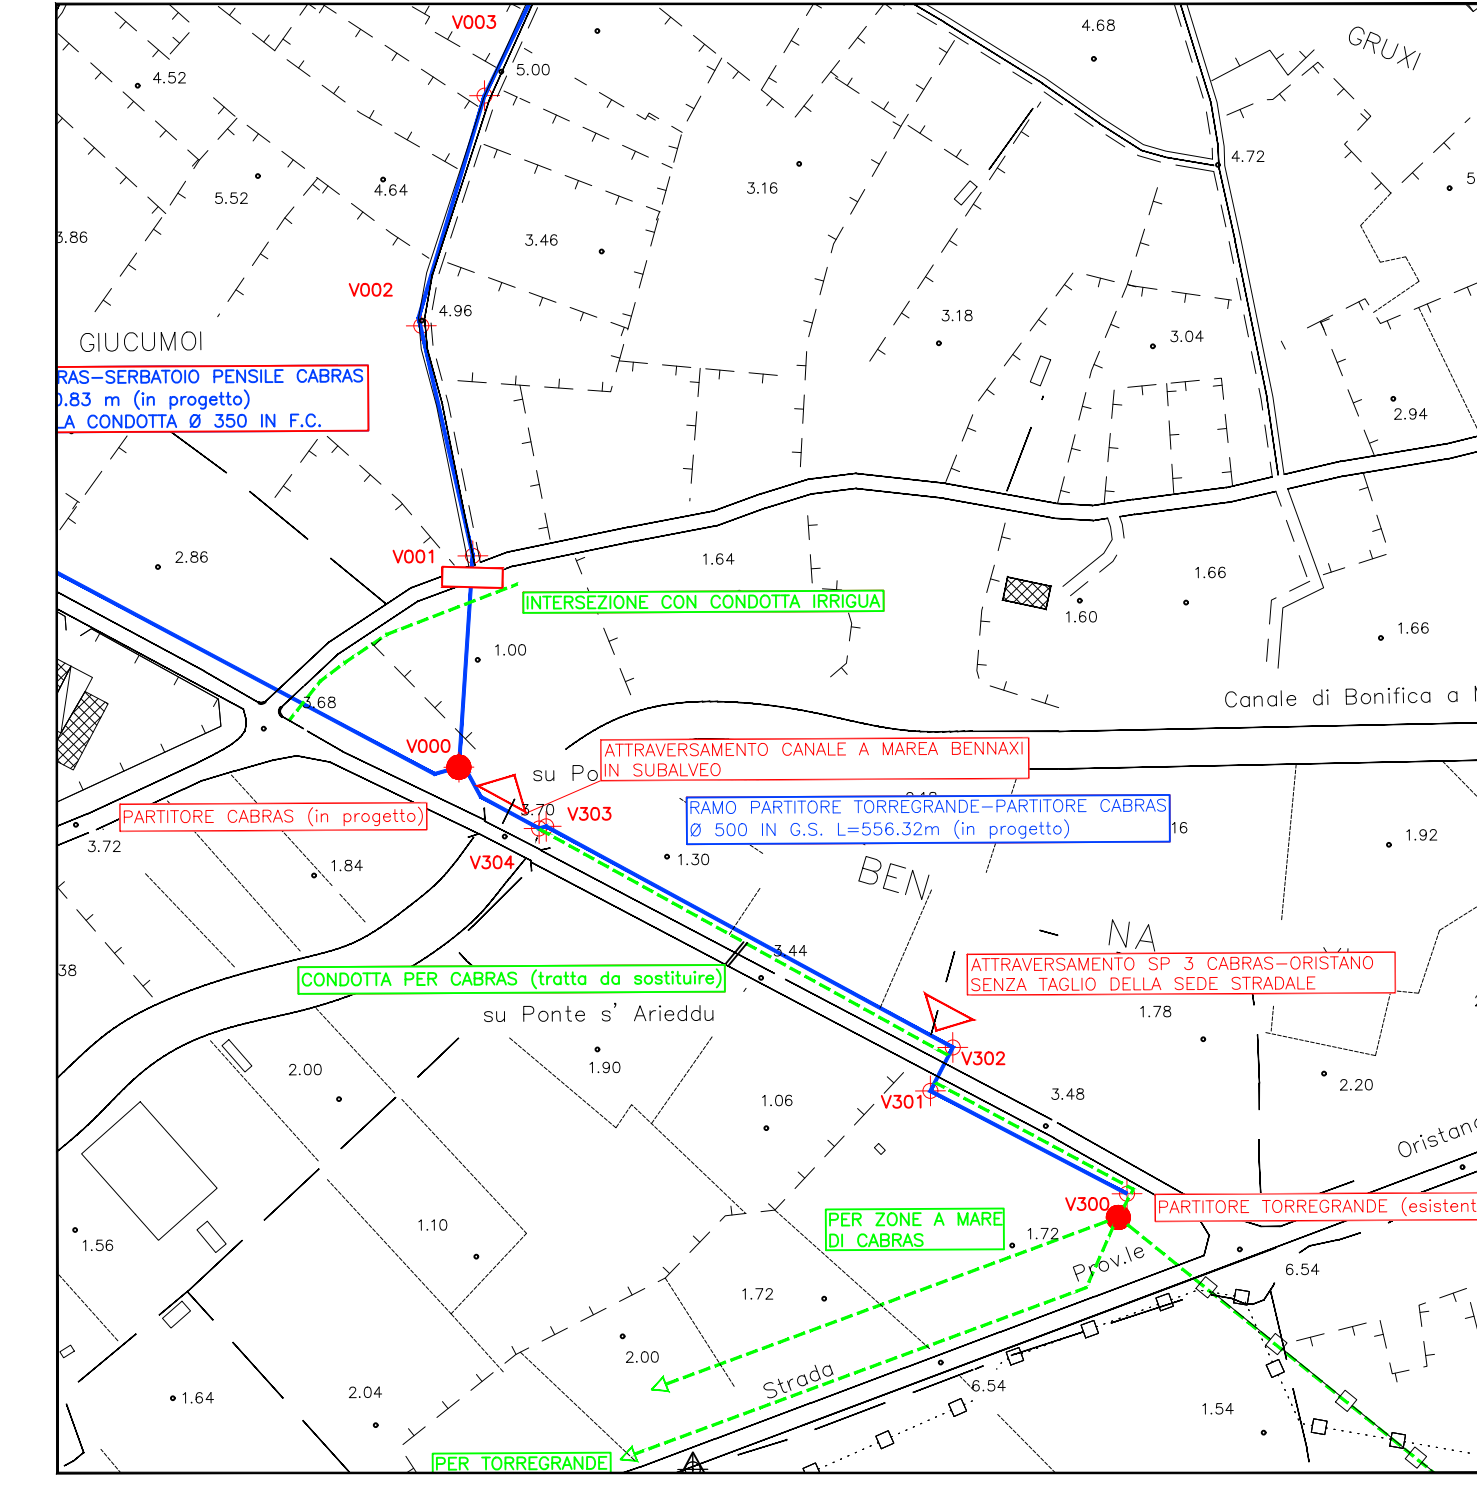 V003
4.68
GRUXI
5.00
4.52
4.72
3.16
5.52
4.64
3.46
3.86
V002
4.96
3.18
3.04
GIUCUMOI
RAS-SERBATOIO PENSILE CABRAS
0.83 m (in progetto)
LA CONDOTTA Ø 350 IN F.C.
2.94
V001
2.86
1.64
1.66
INTERSEZIONE CON CONDOTTA IRRIGUA
1.60
1.66
1.00
3.68
Canale di Bonifica a
V000
su Po
ATTRAVERSAMENTO CANALE A MAREA BENNAXI
IN SUBALVEO
3.70
V303
PARTITORE CABRAS (in progetto)
RAMO PARTITORE TORREGRANDE-PARTITORE CABRAS
Ø 500 IN G.S. L=556.32m (in progetto)
16
1.92
3.72
V304
1.84
1.30
BEN
NA
3.44
38
CONDOTTA PER CABRAS (tratta da sostituire)
ATTRAVERSAMENTO SP 3 CABRAS-ORISTANO
SENZA TAGLIO DELLA SEDE STRADALE
su Ponte s' Arieddu
1.78
V302
2.00
1.90
2.20
V301
1.06
3.48
Oristano
V300
PARTITORE TORREGRANDE (esistent
PER ZONE A MARE
DI CABRAS
1.10
1.72
1.56
Prov.le
6.54
1.72
2.00
Strada
6.54
1.64
2.04
1.54
PER TORREGRANDE